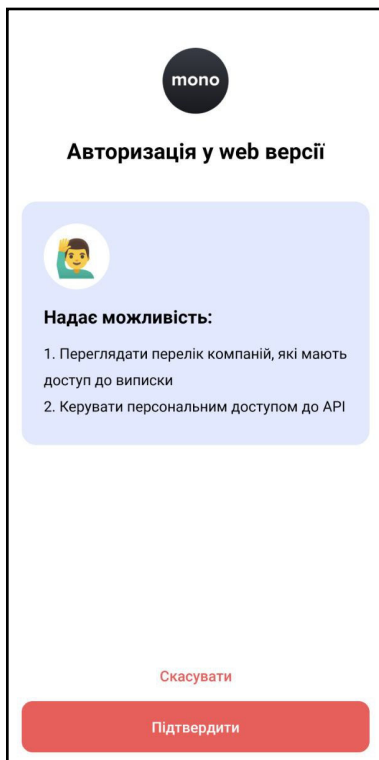 mono
Авторизація у web версії
Надає можливість:
1. Переглядати перелік компаній, які мають
доступ до виписки
2. Керувати персональним доступом до API
Скасувати
Підтвердити